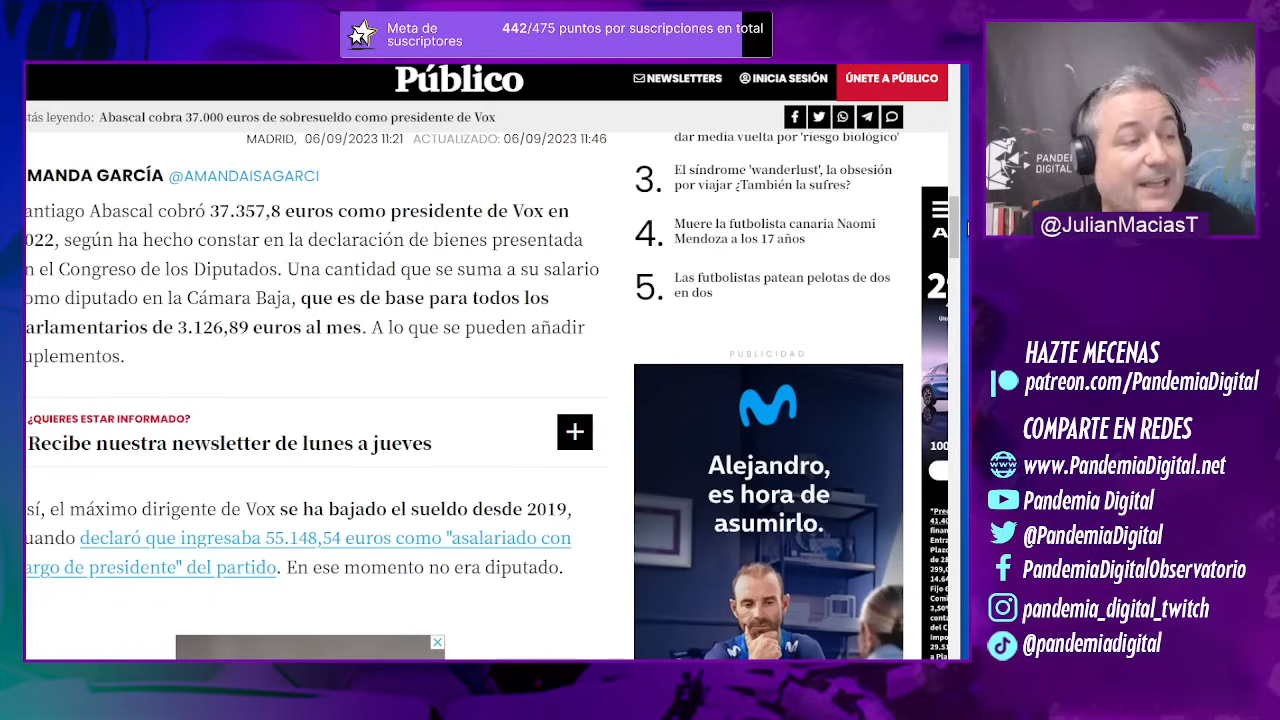 Meta de
suscriptores
442/475 puntos por suscripciones en total
Público
NEWSLETTERS
INICIA SESIÓN
ÚNETE A PÚBLICO
tás leyendo: Abascal cobra 37.000 euros de sobresueldo como presidente de Vox
MADRID, 06/09/2023 11:21 ACTUALIZADO: 06/09/2023 11:46
MANDA GARCÍA @AMANDAISAGARCI
antiago Abascal cobró 37.357,8 euros como presidente de Vox en
022, según ha hecho constar en la declaración de bienes presentada
n el Congreso de los Diputados. Una cantidad que se suma a su salario
omo diputado en la Cámara Baja, que es de base para todos los
arlamentarios de 3.126,89 euros al mes. A lo que se pueden añadir
uplementos.
¿QUIERES ESTAR INFORMADO?
Recibe nuestra newsletter de lunes a jueves
+
sí, el máximo dirigente de Vox se ha bajado el sueldo desde 2019,
uando declaró que ingresaba 55.148,54 euros como "asalariado con
argo de presidente" del partido. En ese momento no era diputado.
dar media vuelta por 'riesgo biológico'
3. El síndrome 'wanderlust', la obsesión
por viajar ¿También la sufres?
4. Muere la futbolista canaria Naomi
Mendoza a los 17 años
5. Las futbolistas patean pelotas de dos
en dos
PUBLICIDAD
Alejandro,
es hora de
asumirlo.
A
100
PANDEMI
DIGITAL
@JulianMaciasT
HAZTE MECENAS
patreon.com/PandemiaDigital
COMPARTE EN REDES
www.PandemiaDigital.net
Pandemia Digital
@PandemiaDigital
PandemiaDigitalObservatorio
pandemia_digital_twitch
@pandemiadigital